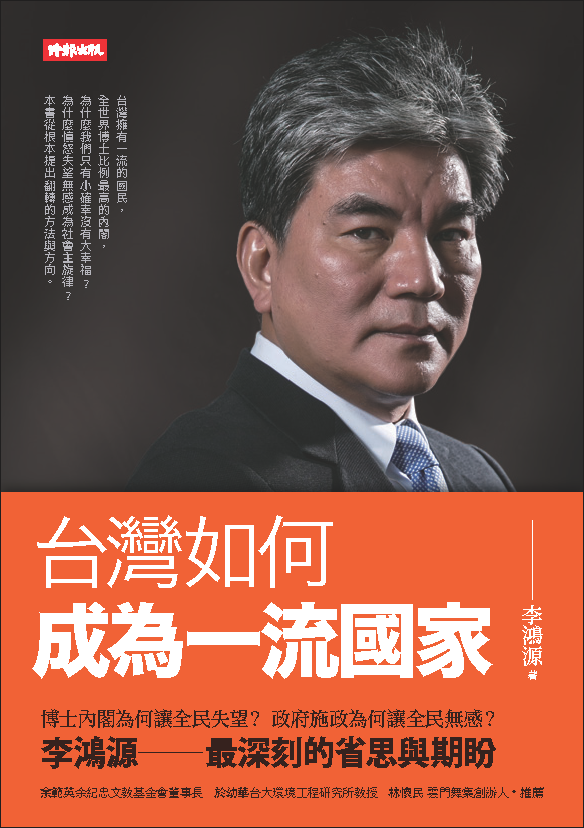 時報出版
台灣擁有一流的國民，
全世界博士比例最高的內閣，
為什麼我們只有小確幸沒有大幸福？
為什麼憤怒失望無感成為社會主旋律？
本書從根本提出翻轉的方法與方向。
台灣如何
成為一流國家
李鴻源 著
博士內閣為何讓全民失望？ 政府施政為何讓全民無感？
李鴻源——最深刻的省思與期盼
余範英余紀忠文教基金會董事長 於幼華台大環境工程研究所教授 林懷民 雲門舞集創辦人・推薦